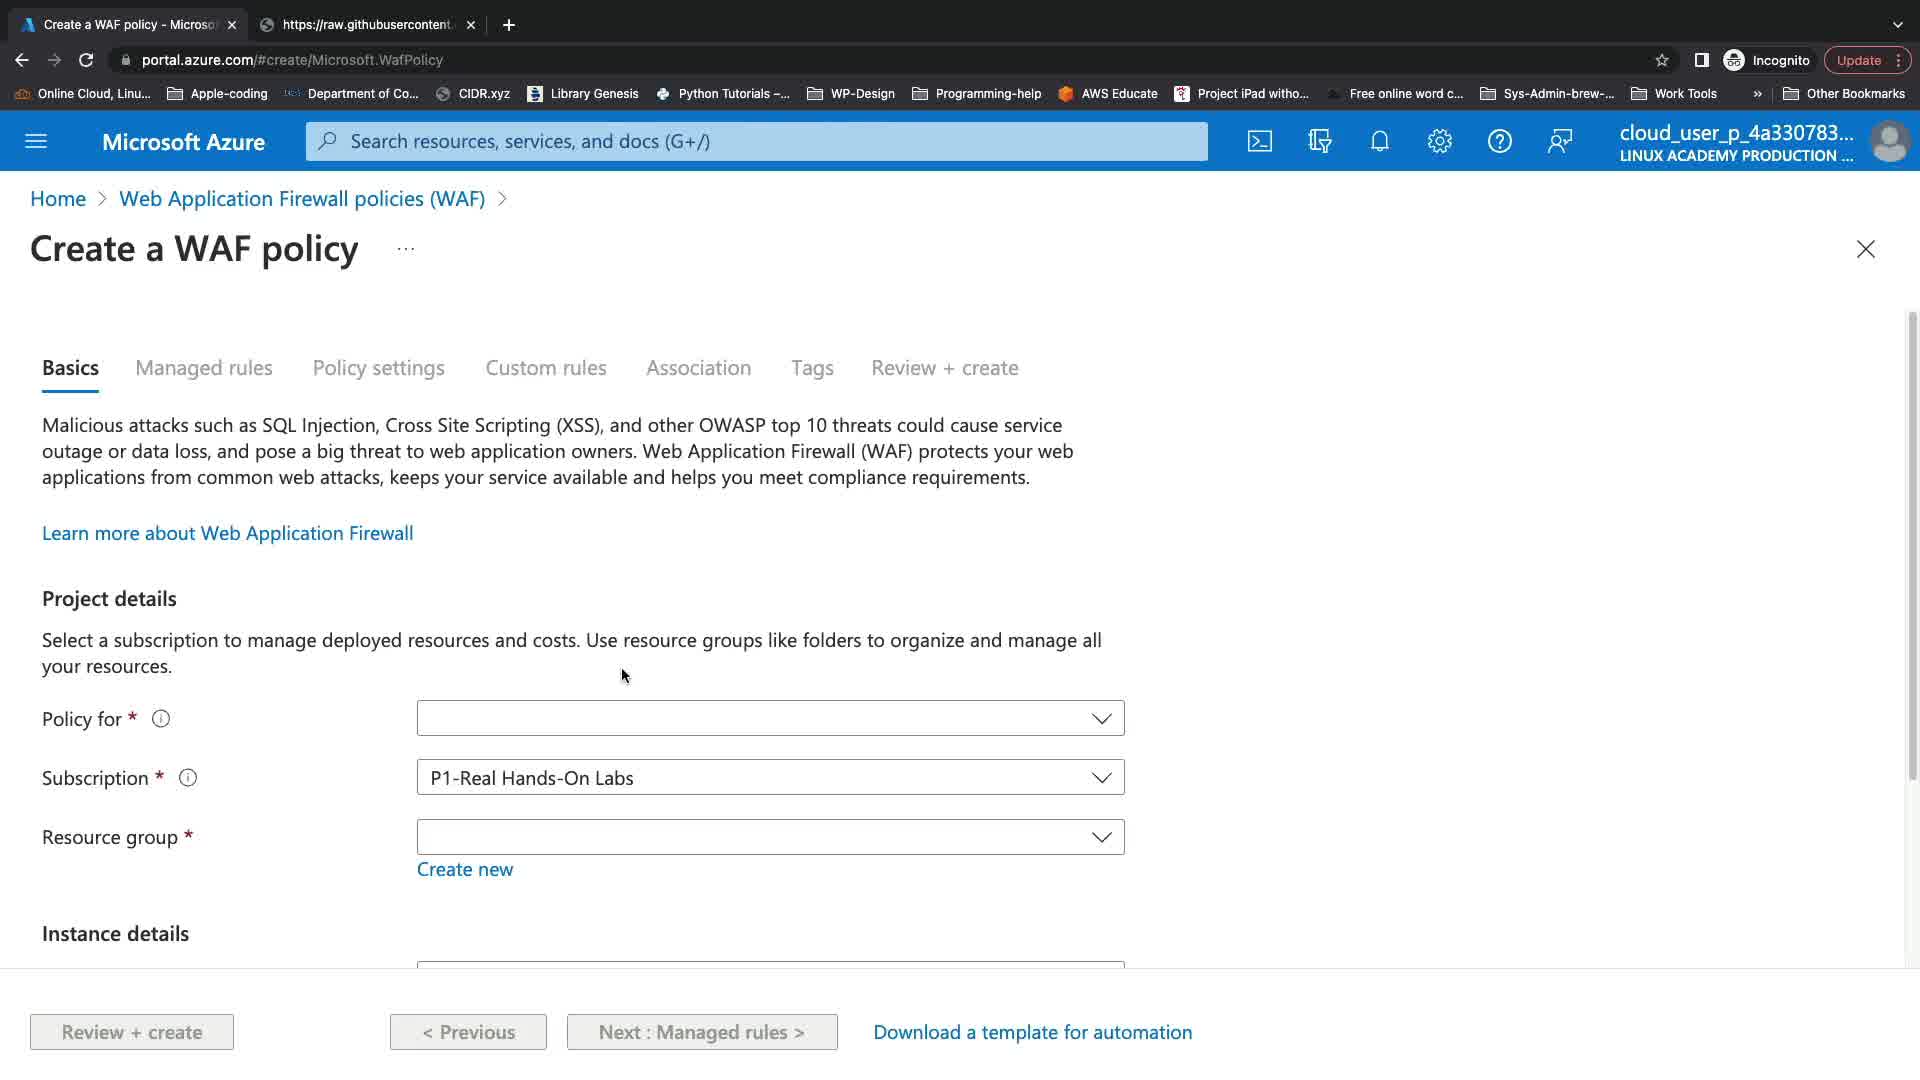 Create a WAF policy - Microso
https://raw.githubusercontent.
portal.azure.com/#create/Microsoft.WafPolicy
Incognito
Update
Online Cloud, Linu...
Apple-coding
Department of Co...
CIDR.xyz
Library Genesis
Python Tutorials –...
WP-Design
Programming-help
AWS Educate
Project iPad witho...
Free online word c...
Sys-Admin-brew-...
Work Tools
»
Other Bookmarks
Microsoft Azure
Search resources, services, and docs (G+/)
cloud_user_p_4a330783...
LINUX ACADEMY PRODUCTION ...
Home > Web Application Firewall policies (WAF) >
Create a WAF policy ...
Basics Managed rules Policy settings Custom rules Association Tags Review + create
Malicious attacks such as SQL Injection, Cross Site Scripting (XSS), and other OWASP top 10 threats could cause service
outage or data loss, and pose a big threat to web application owners. Web Application Firewall (WAF) protects your web
applications from common web attacks, keeps your service available and helps you meet compliance requirements.
Learn more about Web Application Firewall
Project details
Select a subscription to manage deployed resources and costs. Use resource groups like folders to organize and manage all
your resources.
Policy for *
Subscription *
P1-Real Hands-On Labs
Resource group *
Create new
Instance details
Review + create
< Previous
Next : Managed rules >
Download a template for automation